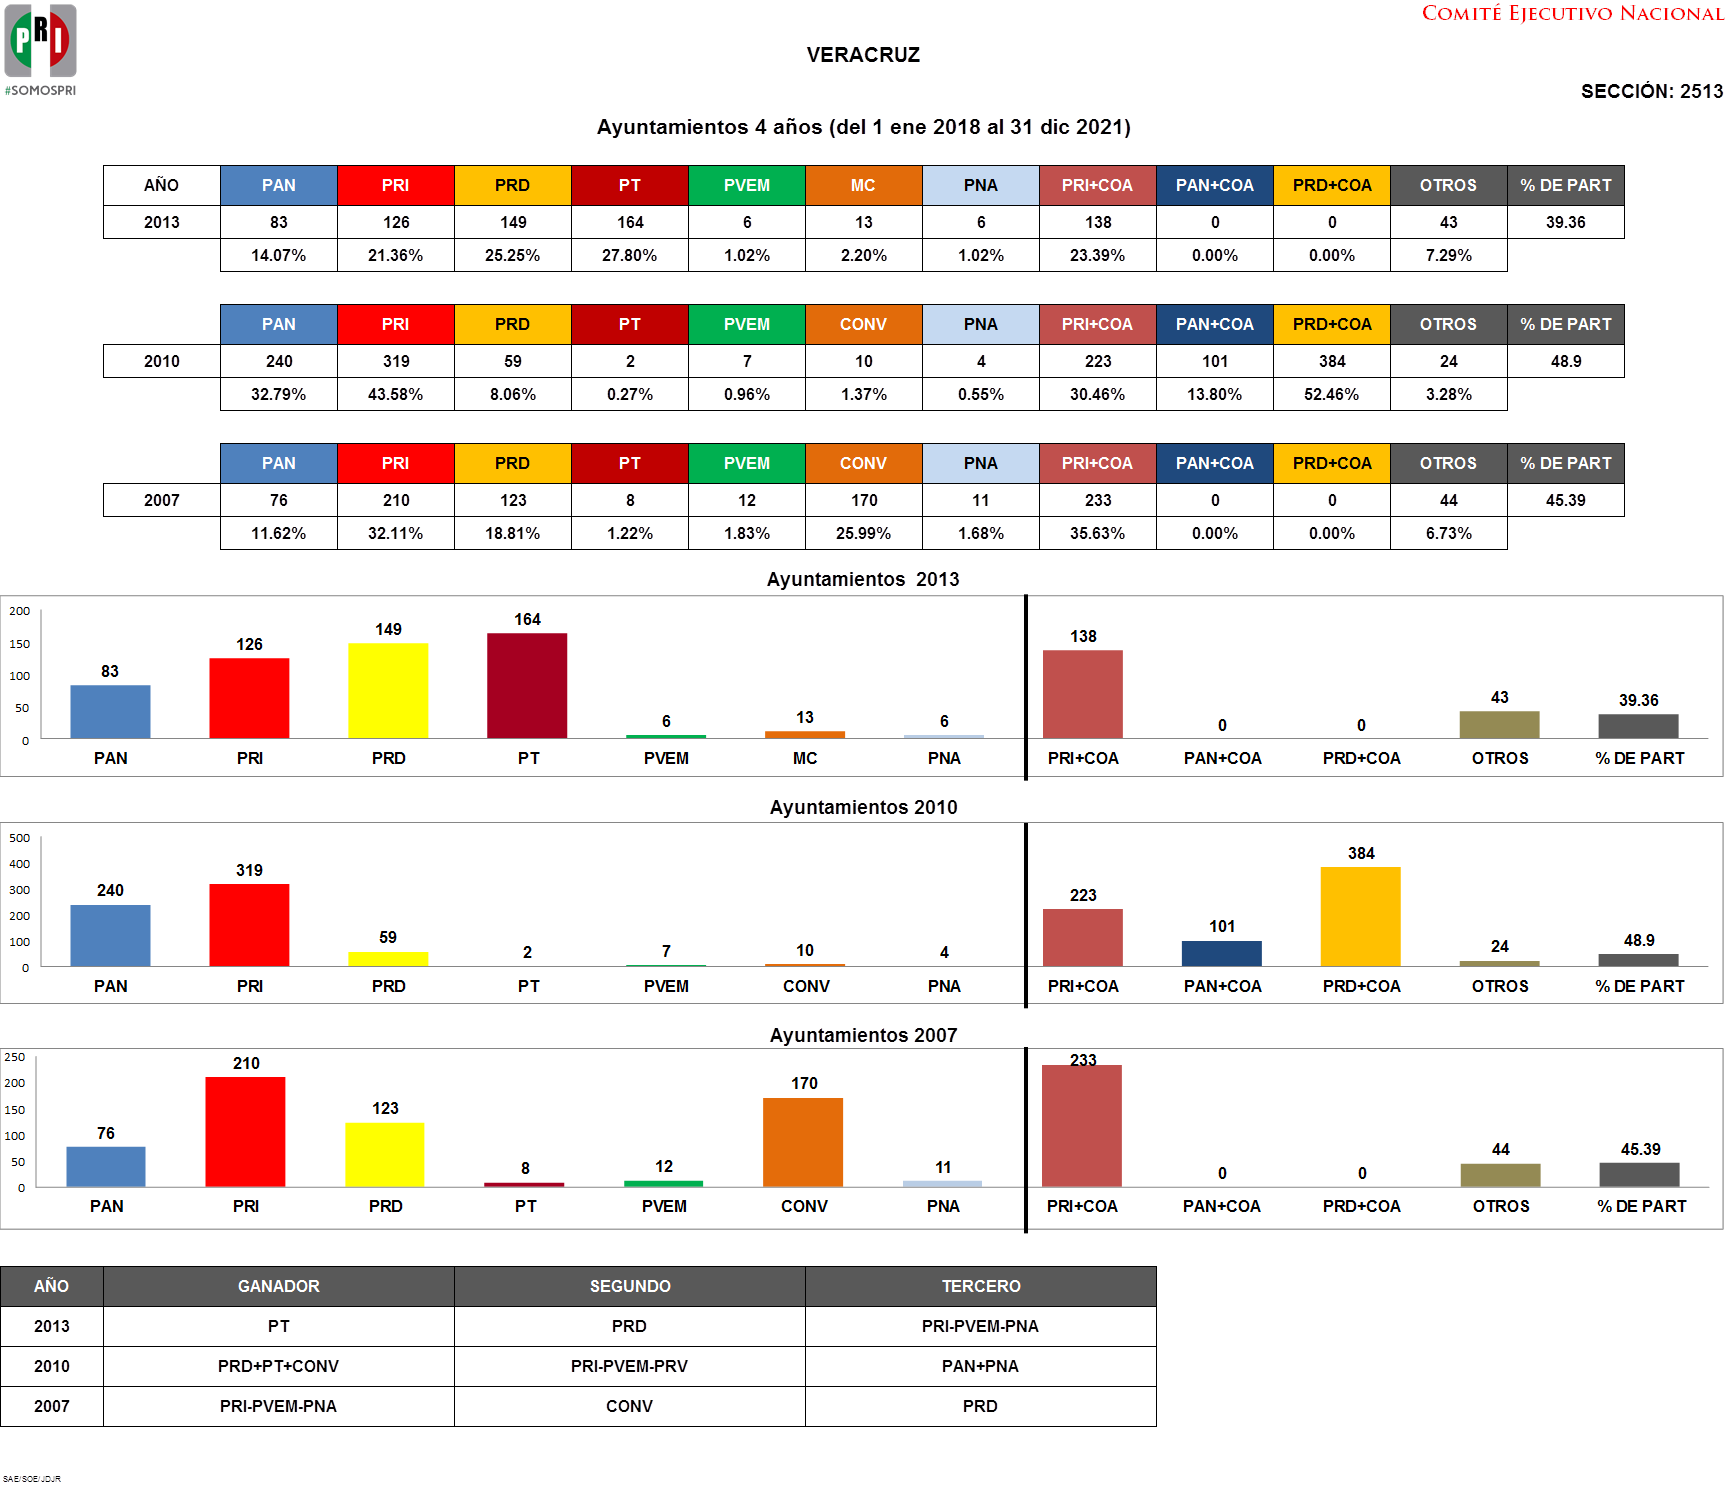 PRI
#SOMOSPRI
Comité Ejecutivo Nacional
VERACRUZ
SECCIÓN: 2513
Ayuntamientos 4 años (del 1 ene 2018 al 31 dic 2021)
AÑO PAN PRI PRD PT PVEM MC PNA PRI+COA PAN+COA PRD+COA OTROS % DE PART
2013 83 126 149 164 6 13 6 138 0 0 43 39.36
14.07% 21.36% 25.25% 27.80% 1.02% 2.20% 1.02% 23.39% 0.00% 0.00% 7.29%
PAN PRI PRD PT PVEM CONV PNA PRI+COA PAN+COA PRD+COA OTROS % DE PART
2010 240 319 59 2 7 10 4 223 101 384 24 48.9
32.79% 43.58% 8.06% 0.27% 0.96% 1.37% 0.55% 30.46% 13.80% 52.46% 3.28%
PAN PRI PRD PT PVEM CONV PNA PRI+COA PAN+COA PRD+COA OTROS % DE PART
2007 76 210 123 8 12 170 11 233 0 0 44 45.39
11.62% 32.11% 18.81% 1.22% 1.83% 25.99% 1.68% 35.63% 0.00% 0.00% 6.73%
Ayuntamientos 2013
200
150
100
50
0
83 126 149 164 6 13 6 138 0 0 43 39.36
PAN PRI PRD PT PVEM MC PNA PRI+COA PAN+COA PRD+COA OTROS % DE PART
Ayuntamientos 2010
500
400
300
200
100
0
240 319 59 2 7 10 4 223 101 384 24 48.9
PAN PRI PRD PT PVEM CONV PNA PRI+COA PAN+COA PRD+COA OTROS % DE PART
Ayuntamientos 2007
250
200
150
100
50
0
76 210 123 8 12 170 11 233 0 0 44 45.39
PAN PRI PRD PT PVEM CONV PNA PRI+COA PAN+COA PRD+COA OTROS % DE PART
AÑO GANADOR SEGUNDO TERCERO
2013 PT PRD PRI-PVEM-PNA
2010 PRD+PT+CONV PRI-PVEM-PRV PAN+PNA
2007 PRI-PVEM-PNA CONV PRD
SAE/SOE/JDJR